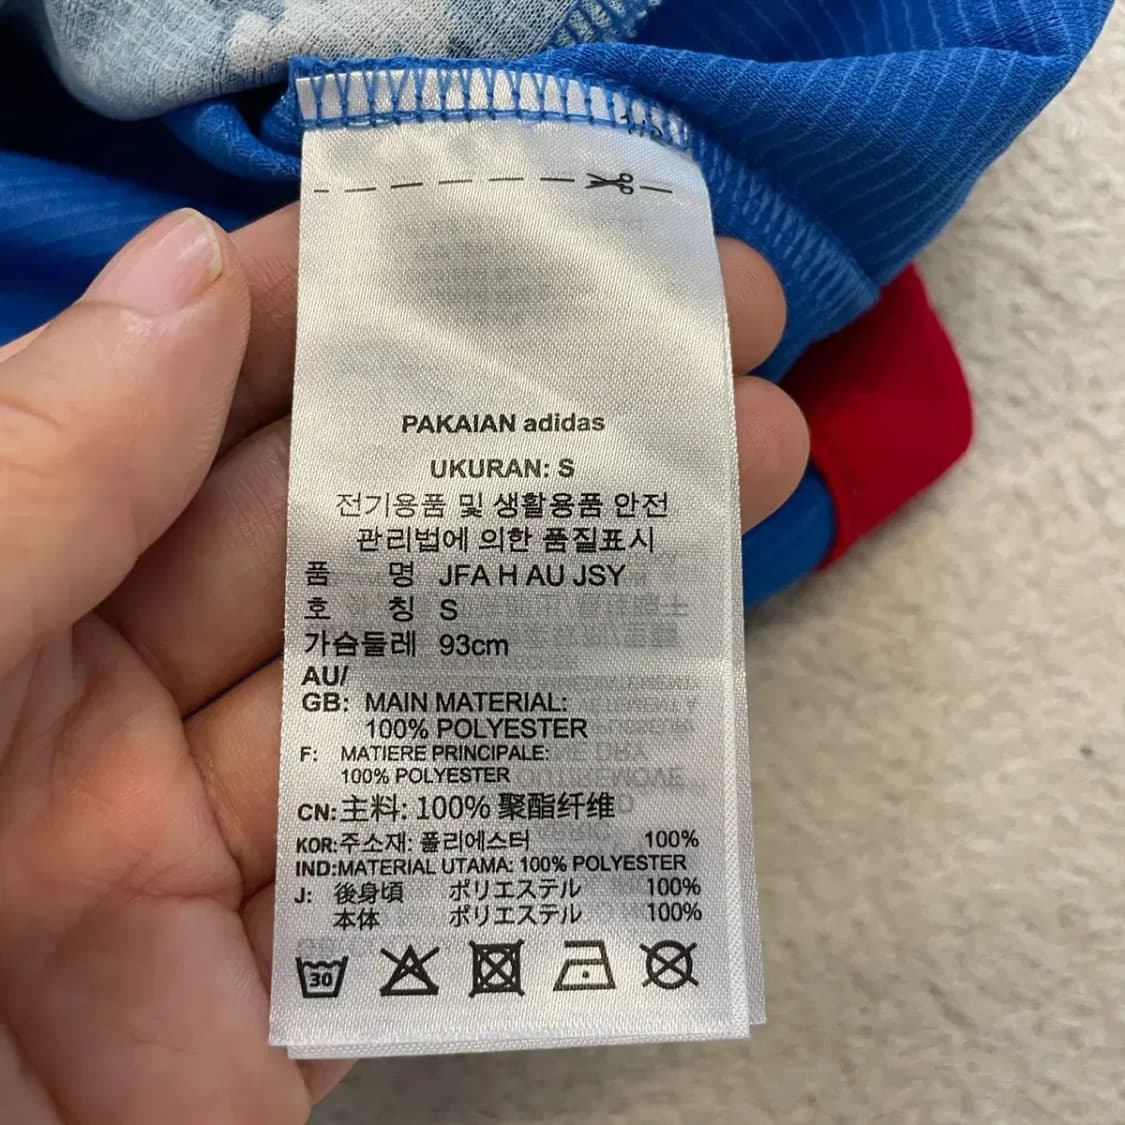 PAKAIAN adidas
UKURAN: S
전기용품 및 생활용품 안전
관리법에 의한 품질표시
품 명 JFA H AU JSY
호 칭 S
가슴둘레 93cm
AU/
GB: MAIN MATERIAL:
100% POLYESTER
F: MATIERE PRINCIPALE:
100% POLYESTER
CN:主料: 100% 聚酯纤维
KOR:주소재: 폴리에스터 100%
IND:MATERIAL UTAMA: 100% POLYESTER
J: 後身頃 ポリエステル 100%
本体 ポリエステル 100%
30